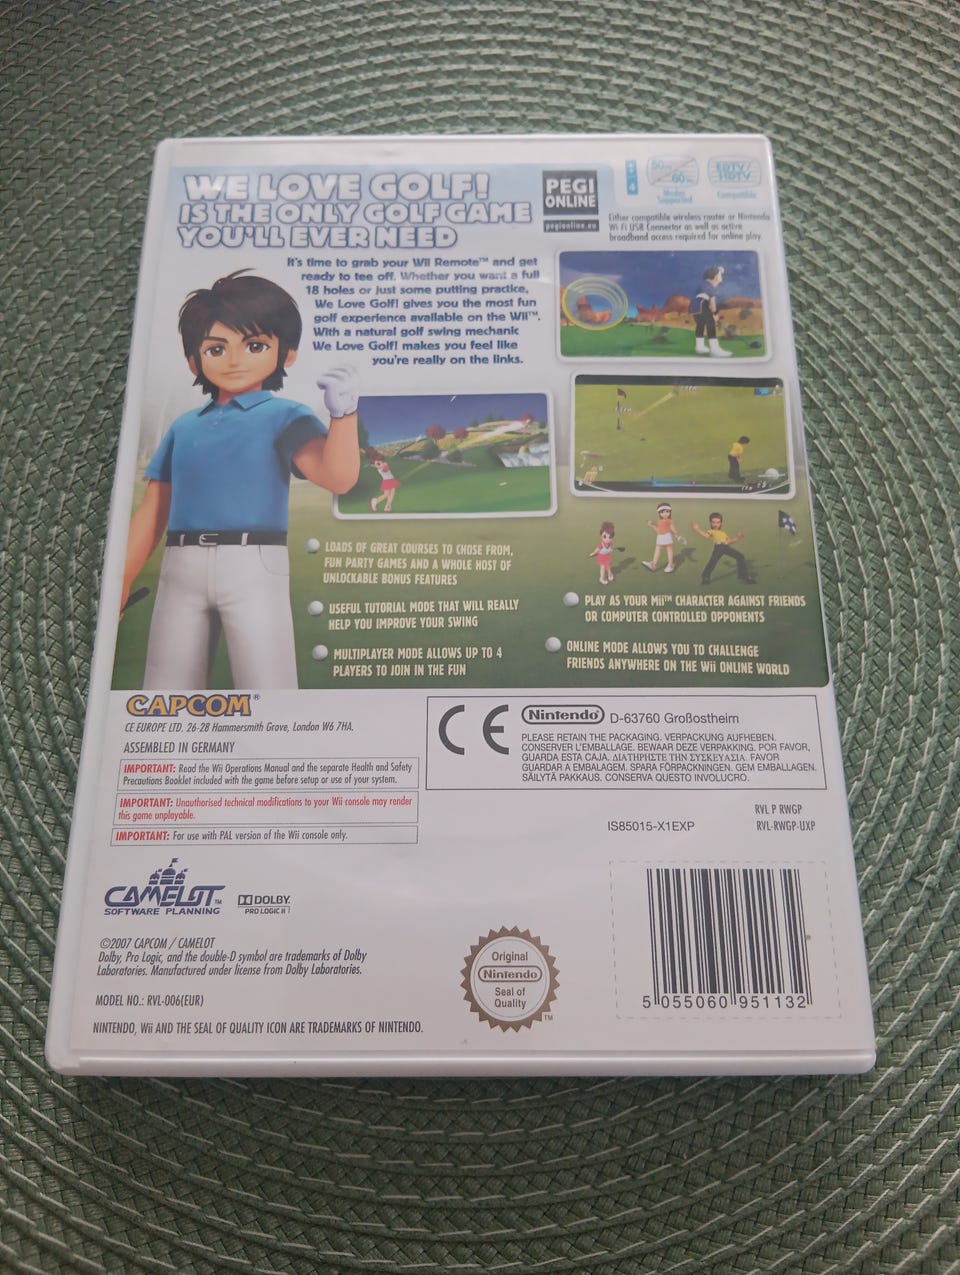 WE LOVE GOLF!
IS THE ONLY GOLF GAME
YOU'LL EVER NEED
It's time to grab your Wii Remote™ and get
ready to tee off. Whether you want a full
18 holes or just some putting practice,
We Love Golf! gives you the most fun
golf experience available on the Wii™.
With a natural golf swing mechanic
We Love Golf! makes you feel like
you're really on the links.
PEGI
ONLINE
pegionline.eu
50
60
Modes
Supported
EDTV/
HDTV
Compatible
Either compatible wireless router or Nintendo
Wi-Fi USB Connector as well as active
broadband access required for online play.
LOADS OF GREAT COURSES TO CHOSE FROM,
FUN PARTY GAMES AND A WHOLE HOST OF
UNLOCKABLE BONUS FEATURES
USEFUL TUTORIAL MODE THAT WILL REALLY
HELP YOU IMPROVE YOUR SWING
MULTIPLAYER MODE ALLOWS UP TO 4
PLAYERS TO JOIN IN THE FUN
PLAY AS YOUR Mii™ CHARACTER AGAINST FRIENDS
OR COMPUTER CONTROLLED OPPONENTS
ONLINE MODE ALLOWS YOU TO CHALLENGE
FRIENDS ANYWHERE ON THE Wii ONLINE WORLD
CAPCOM®
CE EUROPE LTD. 26-28 Hammersmith Grove, London W6 7HA.
ASSEMBLED IN GERMANY
IMPORTANT: Read the Wii Operations Manual and the separate Health and Safety
Precautions Booklet included with the game before setup or use of your system.
IMPORTANT: Unauthorised technical modifications to your Wii console may render
this game unplayable.
IMPORTANT: For use with PAL version of the Wii console only.
CE
Nintendo® D-63760 Großostheim
PLEASE RETAIN THE PACKAGING. VERPACKUNG AUFHEBEN.
CONSERVER L'EMBALLAGE. BEWAAR DEZE VERPAKKING. POR FAVOR,
GUARDA ESTA CAJA. ΔΙΑΤΗΡΗΣΤΕ ΤΗΝ ΣΥΣΚΕΥΑΣΙΑ. FAVOR
GUARDAR A EMBALAGEM. SPARA FÖRPACKNINGEN. GEM EMBALLAGEN.
SÄILYTÄ PAKKAUS. CONSERVA QUESTO INVOLUCRO.
IS85015-X1EXP
RVL P RWGP
RVL-RWGP-UXP
CAMELOT™
SOFTWARE PLANNING
DOLBY
PRO LOGIC II
©2007 CAPCOM / CAMELOT
Dolby, Pro Logic, and the double-D symbol are trademarks of Dolby
Laboratories. Manufactured under license from Dolby Laboratories.
MODEL NO.: RVL-006(EUR)
NINTENDO, Wii AND THE SEAL OF QUALITY ICON ARE TRADEMARKS OF NINTENDO.
Original
Nintendo
Seal of
Quality
TM
5 055060 951132